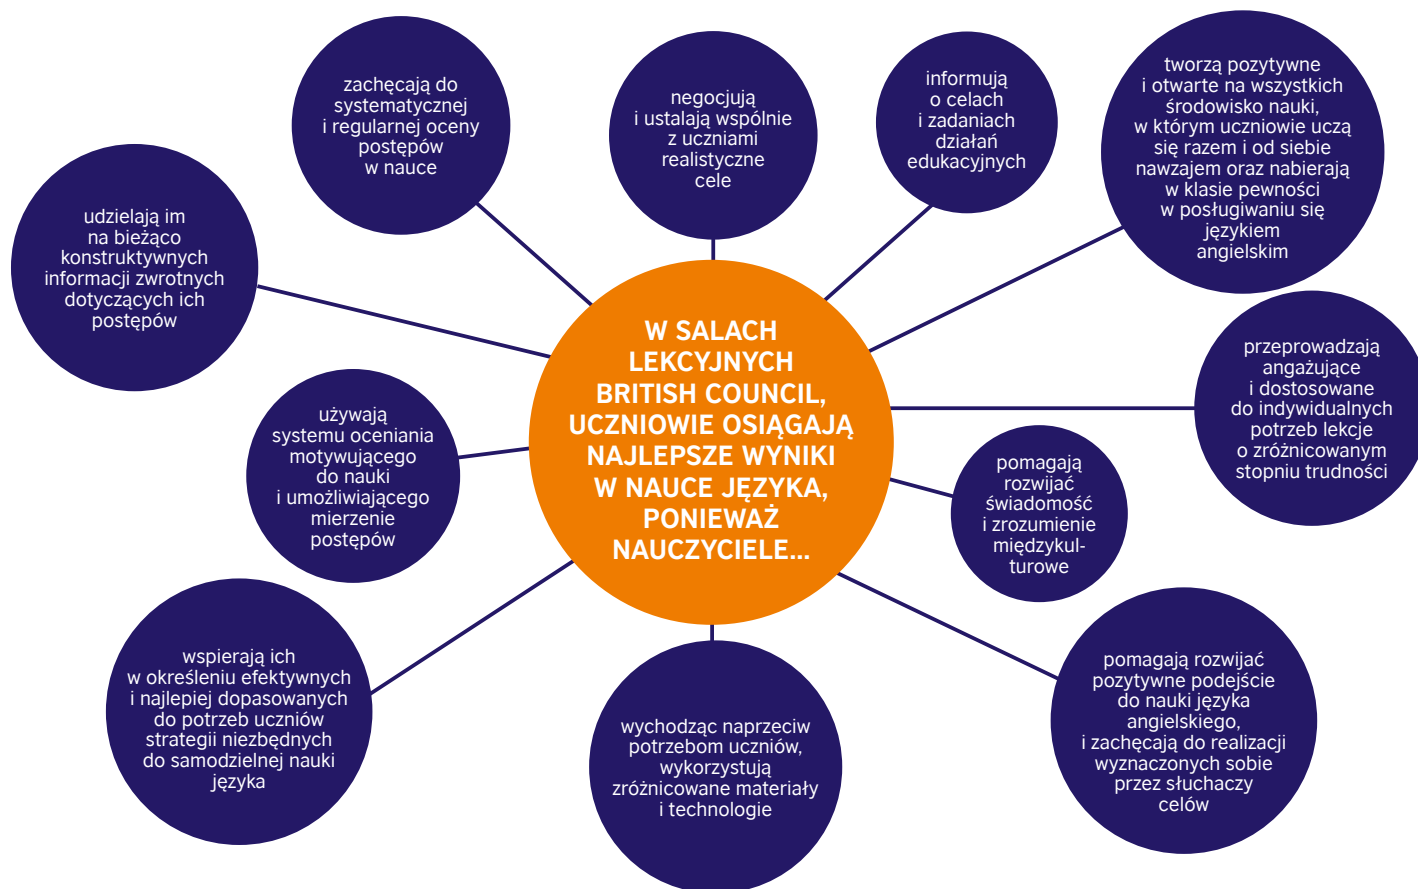 zachęcają do
systematycznej
i regularnej oceny
postępów
w nauce
negocjują
i ustalają wspólnie
z uczniami
realistyczne
cele
informują
o celach
i zadaniach
działań
edukacyjnych
tworzą pozytywne
i otwarte na wszystkich
środowisko nauki,
w którym uczniowie uczą
się razem i od siebie
nawzajem oraz nabierają
w klasie pewności
w posługiwaniu się
językiem
angielskim
udzielają im
na bieżąco
konstruktywnych
informacji zwrotnych
dotyczących ich
postępów
W SALACH
LEKCYJNYCH
BRITISH COUNCIL,
UCZNIOWIE OSIĄGAJĄ
NAJLEPSZE WYNIKI
W NAUCE JĘZYKA,
PONIEWAŻ
NAUCZYCIELE...
przeprowadzają
angażujące
i dostosowane
do indywidualnych
potrzeb lekcje
o zróżnicowanym
stopniu trudności
używają
systemu oceniania
motywującego
do nauki
i umożliwiającego
mierzenie
postępów
pomagają
rozwijać
świadomość
i zrozumienie
międzykul-
turowe
wspierają ich
w określeniu efektywnych
i najlepiej dopasowanych
do potrzeb uczniów
strategii niezbędnych
do samodzielnej nauki
języka
wychodząc naprzeciw
potrzebom uczniów,
wykorzystują
zróżnicowane materiały
i technologie
pomagają rozwijać
pozytywne podejście
do nauki języka
angielskiego,
i zachęcają do realizacji
wyznaczonych sobie
przez słuchaczy
celów